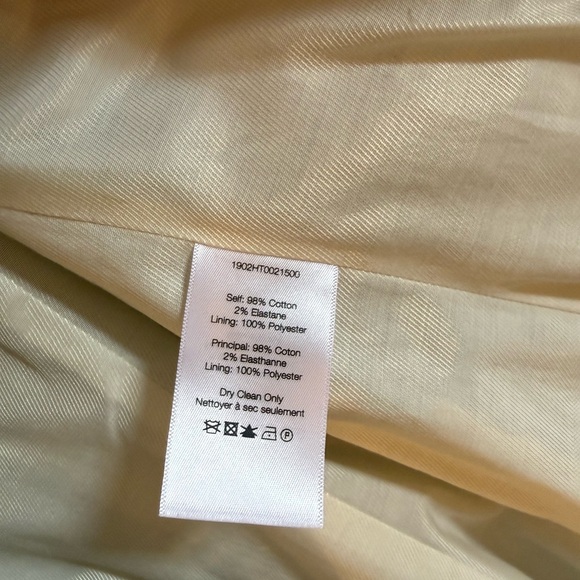 1902HT0021500
Self: 98% Cotton
2% Elastane
Lining: 100% Polyester
Principal: 98% Coton
2% Elasthanne
Lining: 100% Polyester
Dry Clean Only
Nettoyer à sec seulement
P